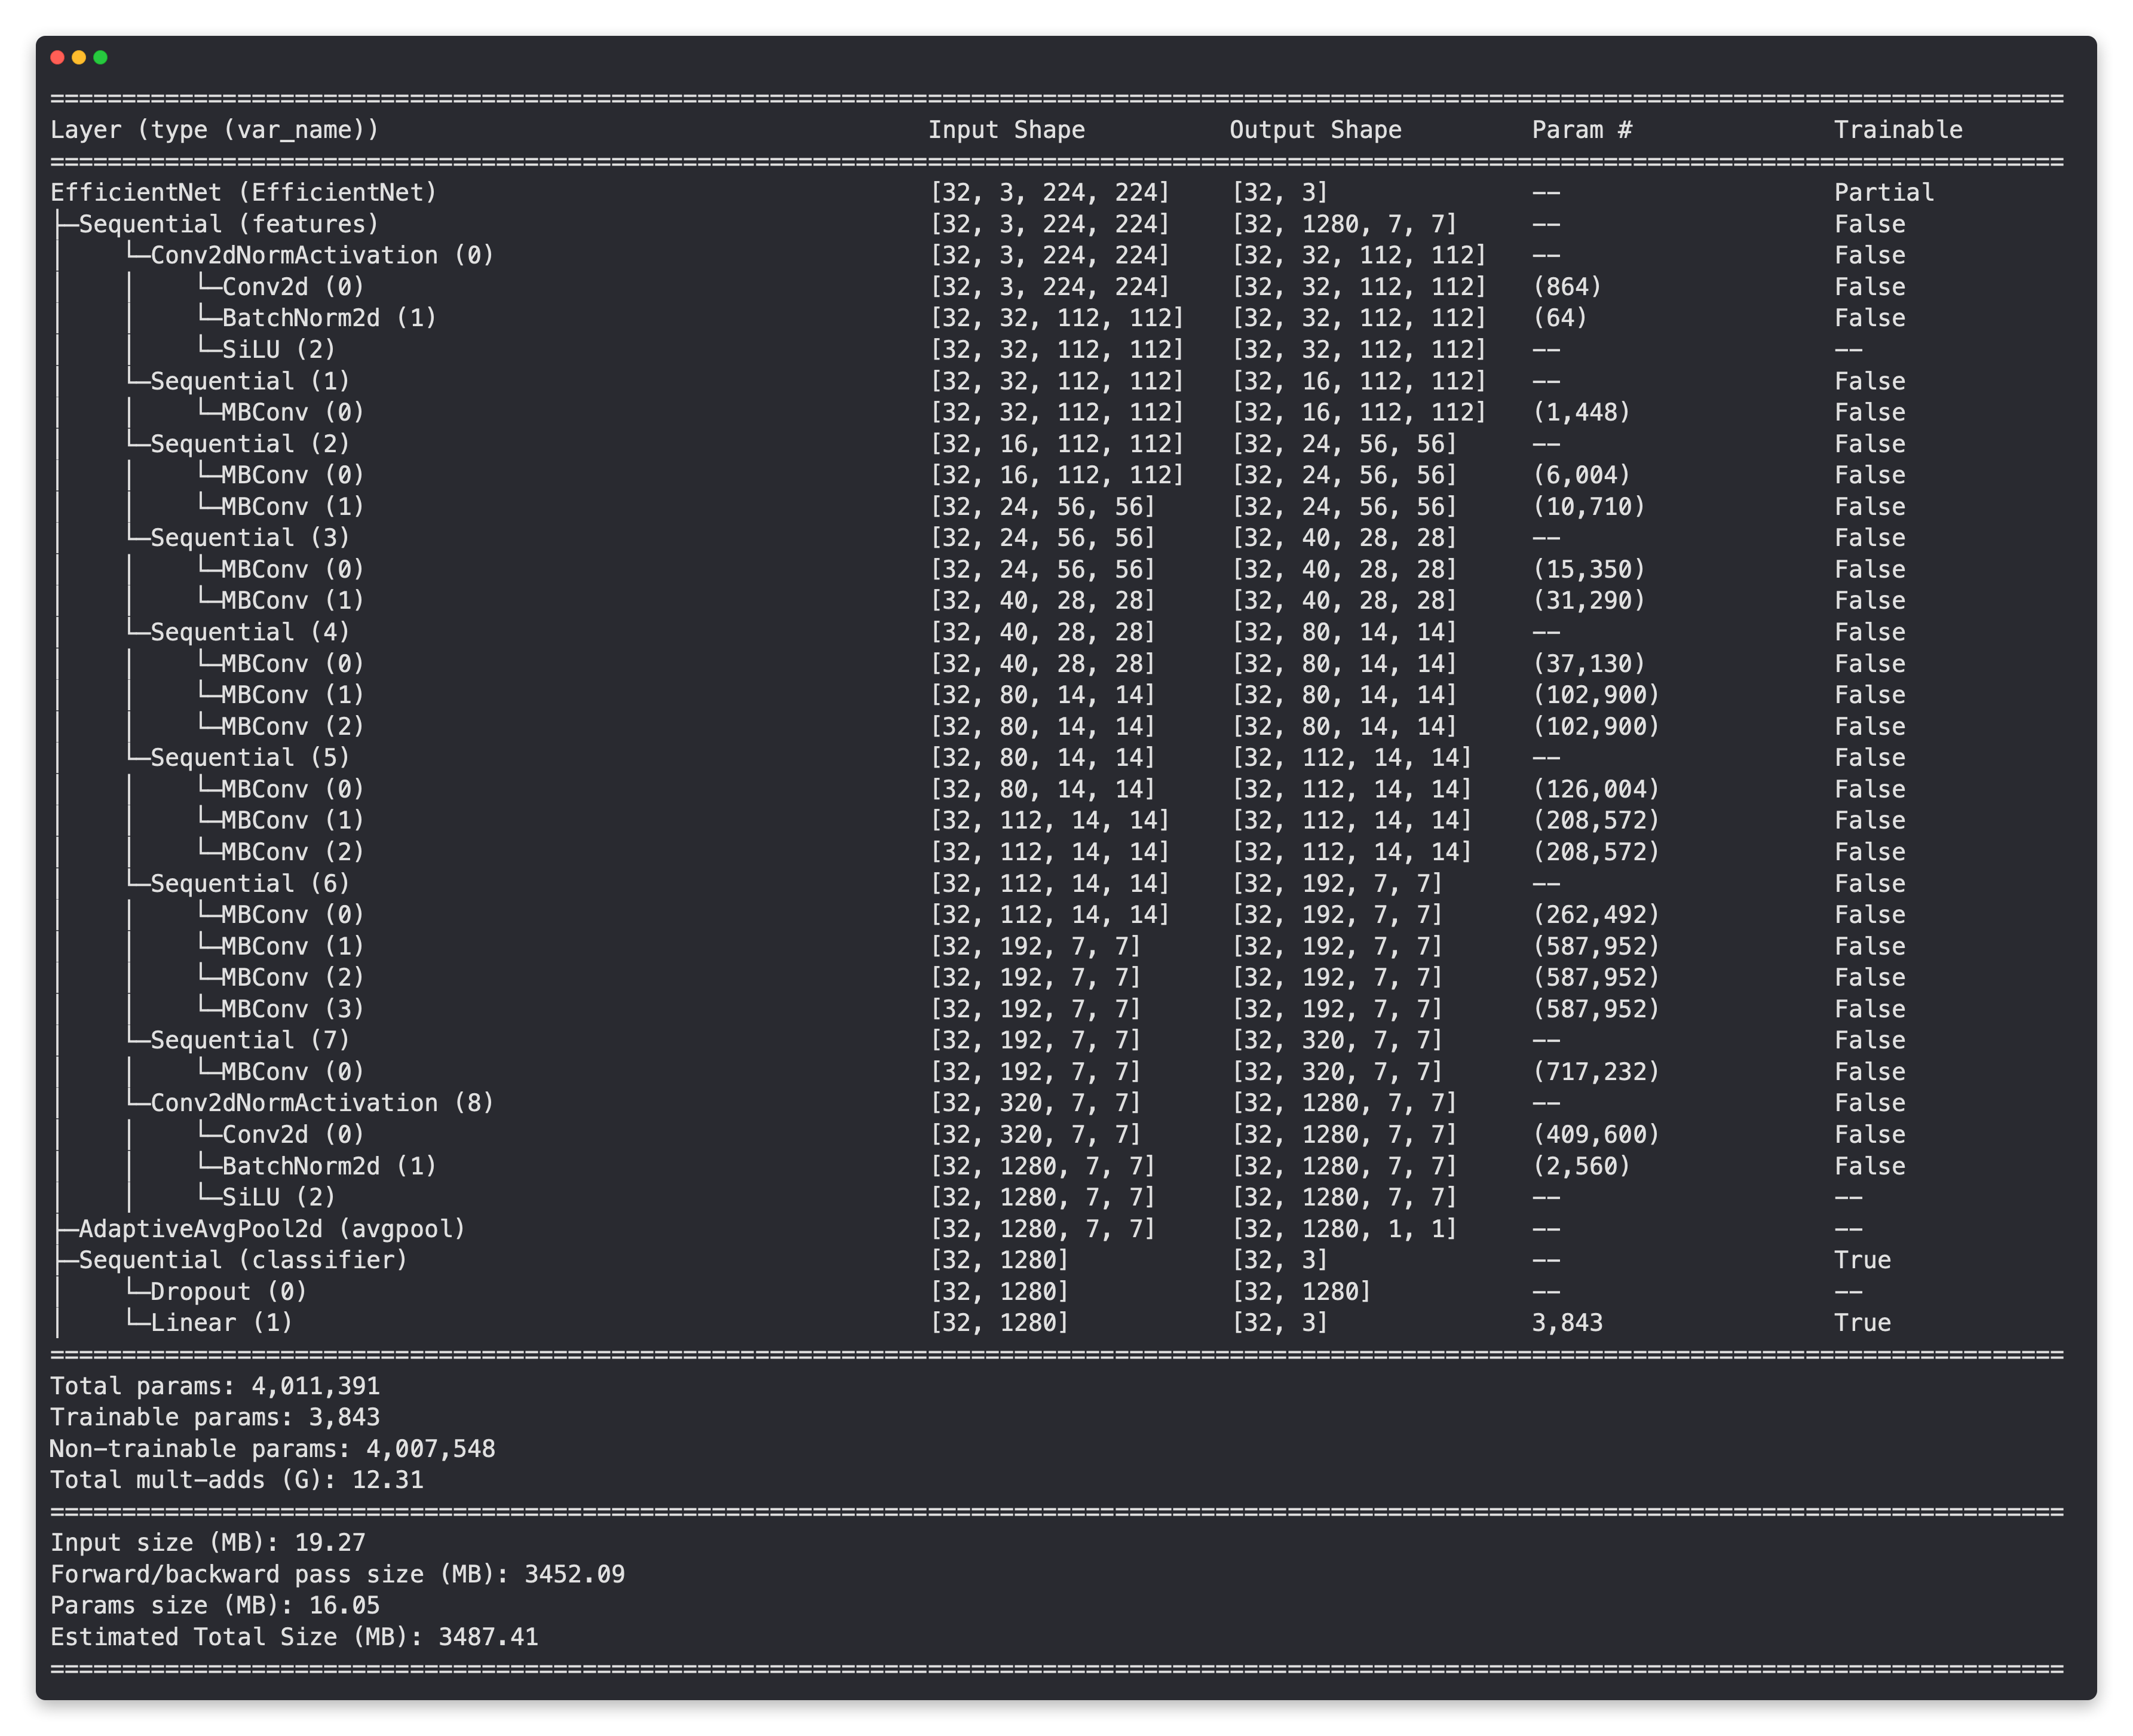 ==========================================================================================
Layer (type (var_name)) Input Shape Output Shape Param # Trainable
==========================================================================================
EfficientNet (EfficientNet) [32, 3, 224, 224] [32, 3] -- Partial
├─Sequential (features) [32, 3, 224, 224] [32, 1280, 7, 7] -- False
│ └─Conv2dNormActivation (0) [32, 3, 224, 224] [32, 32, 112, 112] -- False
│ │ └─Conv2d (0) [32, 3, 224, 224] [32, 32, 112, 112] (864) False
│ │ └─BatchNorm2d (1) [32, 32, 112, 112] [32, 32, 112, 112] (64) False
│ │ └─SiLU (2) [32, 32, 112, 112] [32, 32, 112, 112] -- --
│ └─Sequential (1) [32, 32, 112, 112] [32, 16, 112, 112] -- False
│ │ └─MBConv (0) [32, 32, 112, 112] [32, 16, 112, 112] (1,448) False
│ └─Sequential (2) [32, 16, 112, 112] [32, 24, 56, 56] -- False
│ │ └─MBConv (0) [32, 16, 112, 112] [32, 24, 56, 56] (6,004) False
│ │ └─MBConv (1) [32, 24, 56, 56] [32, 24, 56, 56] (10,710) False
│ └─Sequential (3) [32, 24, 56, 56] [32, 40, 28, 28] -- False
│ │ └─MBConv (0) [32, 24, 56, 56] [32, 40, 28, 28] (15,350) False
│ │ └─MBConv (1) [32, 40, 28, 28] [32, 40, 28, 28] (31,290) False
│ └─Sequential (4) [32, 40, 28, 28] [32, 80, 14, 14] -- False
│ │ └─MBConv (0) [32, 40, 28, 28] [32, 80, 14, 14] (37,130) False
│ │ └─MBConv (1) [32, 80, 14, 14] [32, 80, 14, 14] (102,900) False
│ │ └─MBConv (2) [32, 80, 14, 14] [32, 80, 14, 14] (102,900) False
│ └─Sequential (5) [32, 80, 14, 14] [32, 112, 14, 14] -- False
│ │ └─MBConv (0) [32, 80, 14, 14] [32, 112, 14, 14] (126,004) False
│ │ └─MBConv (1) [32, 112, 14, 14] [32, 112, 14, 14] (208,572) False
│ │ └─MBConv (2) [32, 112, 14, 14] [32, 112, 14, 14] (208,572) False
│ └─Sequential (6) [32, 112, 14, 14] [32, 192, 7, 7] -- False
│ │ └─MBConv (0) [32, 112, 14, 14] [32, 192, 7, 7] (262,492) False
│ │ └─MBConv (1) [32, 192, 7, 7] [32, 192, 7, 7] (587,952) False
│ │ └─MBConv (2) [32, 192, 7, 7] [32, 192, 7, 7] (587,952) False
│ │ └─MBConv (3) [32, 192, 7, 7] [32, 192, 7, 7] (587,952) False
│ └─Sequential (7) [32, 192, 7, 7] [32, 320, 7, 7] -- False
│ │ └─MBConv (0) [32, 192, 7, 7] [32, 320, 7, 7] (717,232) False
│ └─Conv2dNormActivation (8) [32, 320, 7, 7] [32, 1280, 7, 7] -- False
│ │ └─Conv2d (0) [32, 320, 7, 7] [32, 1280, 7, 7] (409,600) False
│ │ └─BatchNorm2d (1) [32, 1280, 7, 7] [32, 1280, 7, 7] (2,560) False
│ │ └─SiLU (2) [32, 1280, 7, 7] [32, 1280, 7, 7] -- --
├─AdaptiveAvgPool2d (avgpool) [32, 1280, 7, 7] [32, 1280, 1, 1] -- --
├─Sequential (classifier) [32, 1280] [32, 3] -- True
│ └─Dropout (0) [32, 1280] [32, 1280] -- --
│ └─Linear (1) [32, 1280] [32, 3] 3,843 True
==========================================================================================
Total params: 4,011,391
Trainable params: 3,843
Non-trainable params: 4,007,548
Total mult-adds (G): 12.31
==========================================================================================
Input size (MB): 19.27
Forward/backward pass size (MB): 3452.09
Params size (MB): 16.05
Estimated Total Size (MB): 3487.41
==========================================================================================